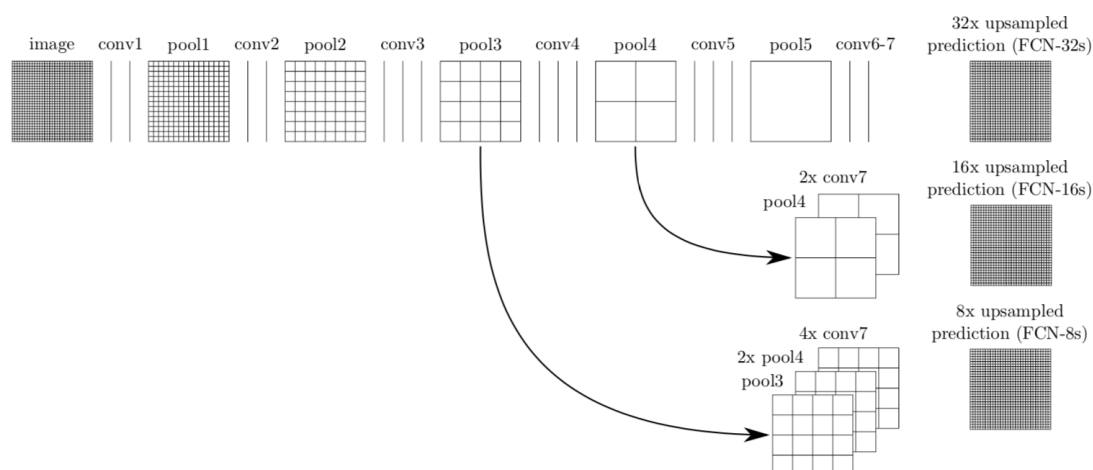 image conv1 pool1 conv2 pool2 conv3 pool3 conv4 pool4 conv5 pool5 conv6-7
32x upsampled
prediction (FCN-32s)
2x conv7
pool4
16x upsampled
prediction (FCN-16s)
4x conv7
2x pool4
pool3
8x upsampled
prediction (FCN-8s)